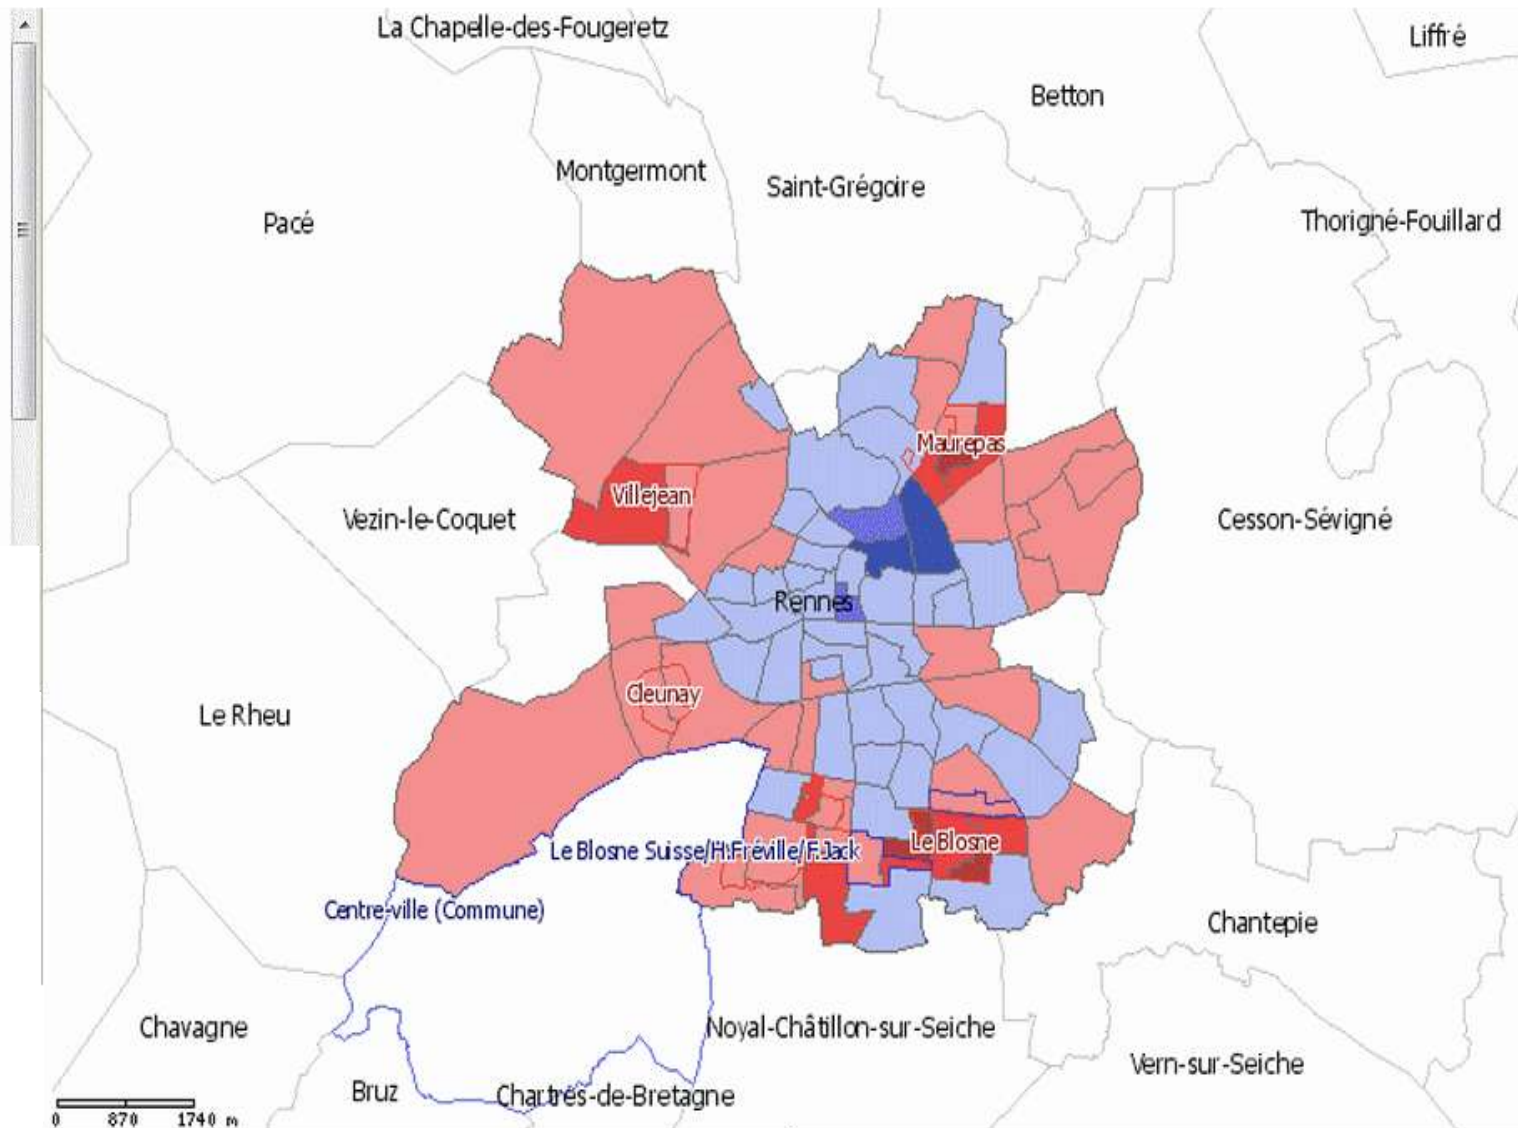 La Chapelle-des-Fougeretz
Liffré
Betton
Montgermont
Saint-Grégoire
Pacé
Thorigné-Fouillard
Maurepas
Villejean
Vezin-le-Coquet
Cesson-Sévigné
Rennes
Cleunay
Le Rheu
Le Blosne
Le Blosne Suisse/H.Fréville/F.Jack
Centre-ville (Commune)
Chantepie
Chavagne
Noyal-Châtillon-sur-Seiche
Vern-sur-Seiche
Bruz
Chartres-de-Bretagne
0 870 1740 m